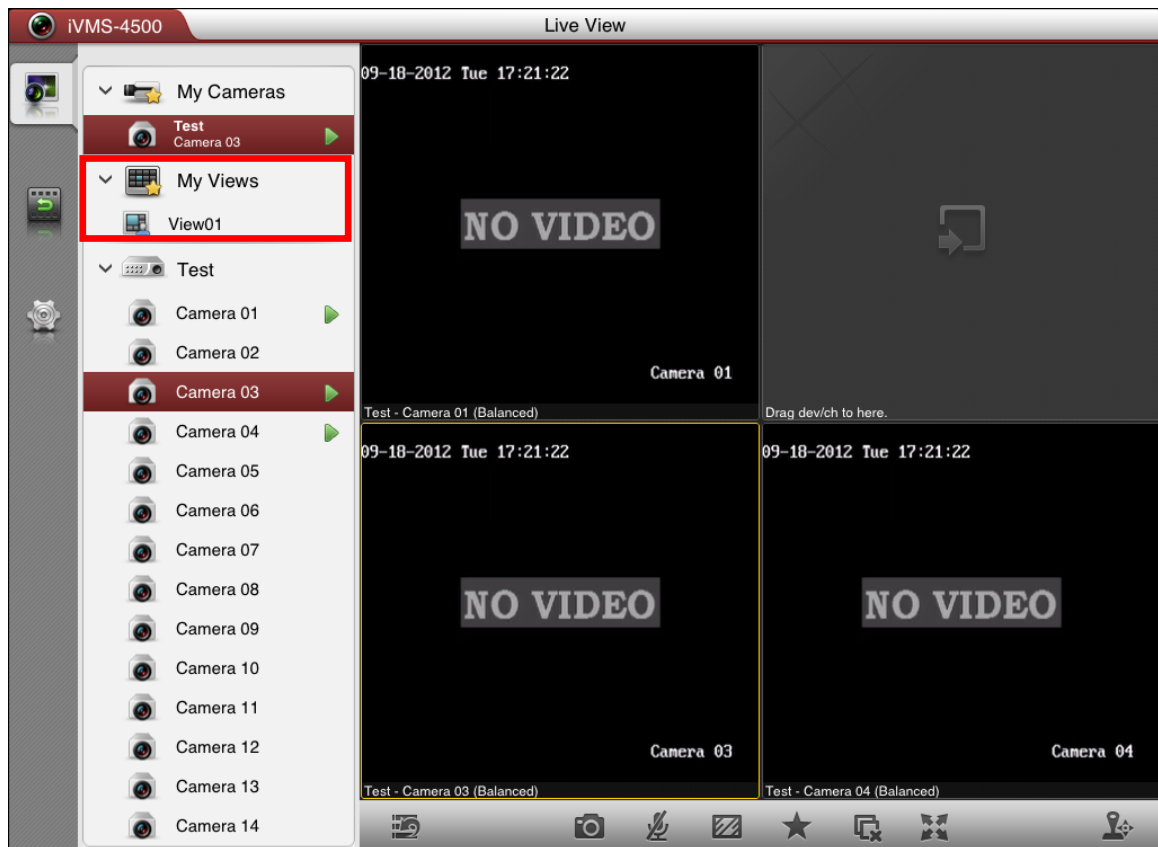 iVMS-4500
Live View
My Cameras
Test
Camera 03
My Views
View01
Test
Camera 01
Camera 02
Camera 03
Camera 04
Camera 05
Camera 06
Camera 07
Camera 08
Camera 09
Camera 10
Camera 11
Camera 12
Camera 13
Camera 14
09-18-2012 Tue 17:21:22
NO VIDEO
Camera 01
Test - Camera 01 (Balanced)
Drag dev/ch to here.
09-18-2012 Tue 17:21:22
NO VIDEO
Camera 03
Test - Camera 03 (Balanced)
09-18-2012 Tue 17:21:22
NO VIDEO
Camera 04
Test - Camera 04 (Balanced)